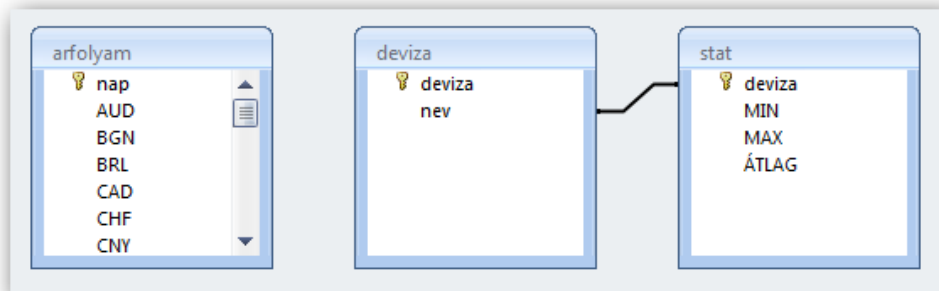 arfolyam
nap
AUD
BGN
BRL
CAD
CHF
CNY
deviza
deviza
nev
stat
deviza
MIN
MAX
ÁTLAG